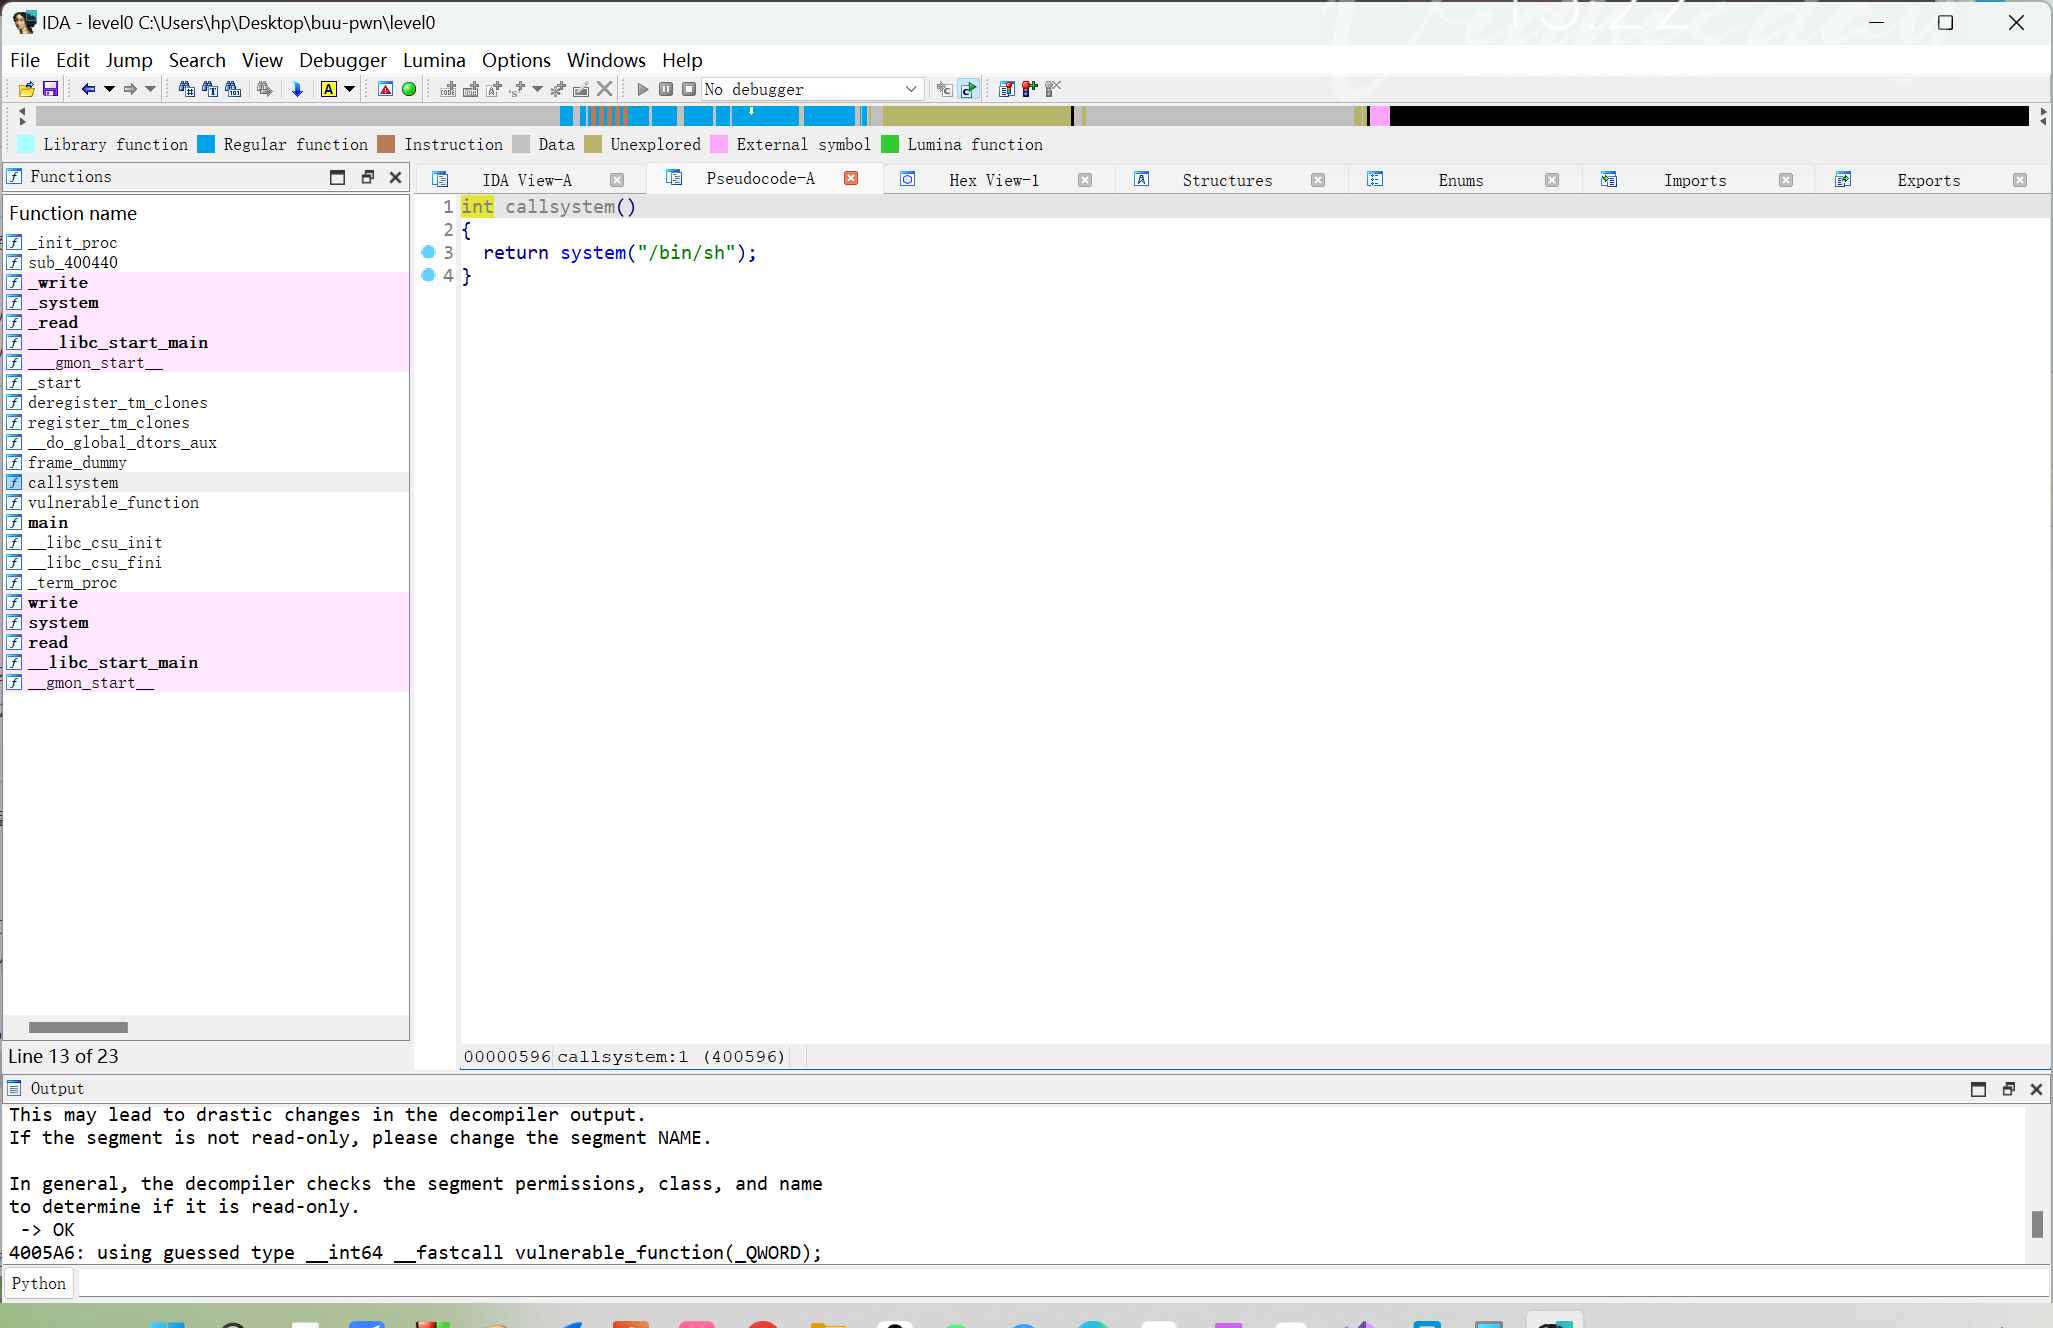 IDA - level0 C:\Users\hp\Desktop\buu-pwn\level0
File Edit Jump Search View Debugger Lumina Options Windows Help
No debugger
Library function Regular function Instruction Data Unexplored External symbol Lumina function
Functions
Function name
_init_proc
sub_400440
_write
_system
_read
___libc_start_main
___gmon_start__
_start
deregister_tm_clones
register_tm_clones
__do_global_dtors_aux
frame_dummy
callsystem
vulnerable_function
main
__libc_csu_init
__libc_csu_fini
_term_proc
write
system
read
__libc_start_main
__gmon_start__
Line 13 of 23
IDA View-A Pseudocode-A Hex View-1 Structures Enums Imports Exports
1 int callsystem()
2 {
3 return system("/bin/sh");
4 }
00000596 callsystem:1 (400596)
Output
This may lead to drastic changes in the decompiler output.
If the segment is not read-only, please change the segment NAME.
In general, the decompiler checks the segment permissions, class, and name
to determine if it is read-only.
-> OK
4005A6: using guessed type __int64 __fastcall vulnerable_function(_QWORD);
Python